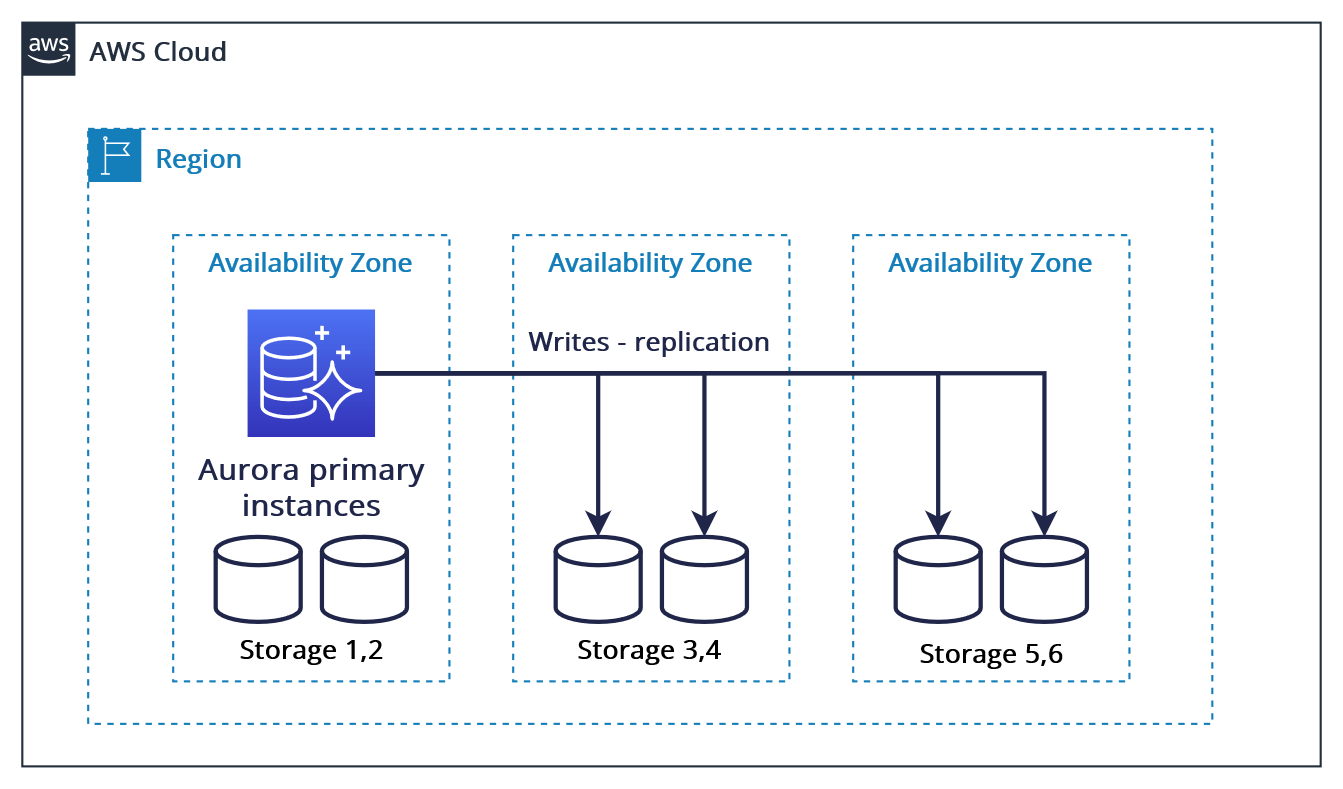 aws
AWS Cloud
Region
Availability Zone
Availability Zone
Availability Zone
Writes - replication
Aurora primary
instances
Storage 1,2
Storage 3,4
Storage 5,6